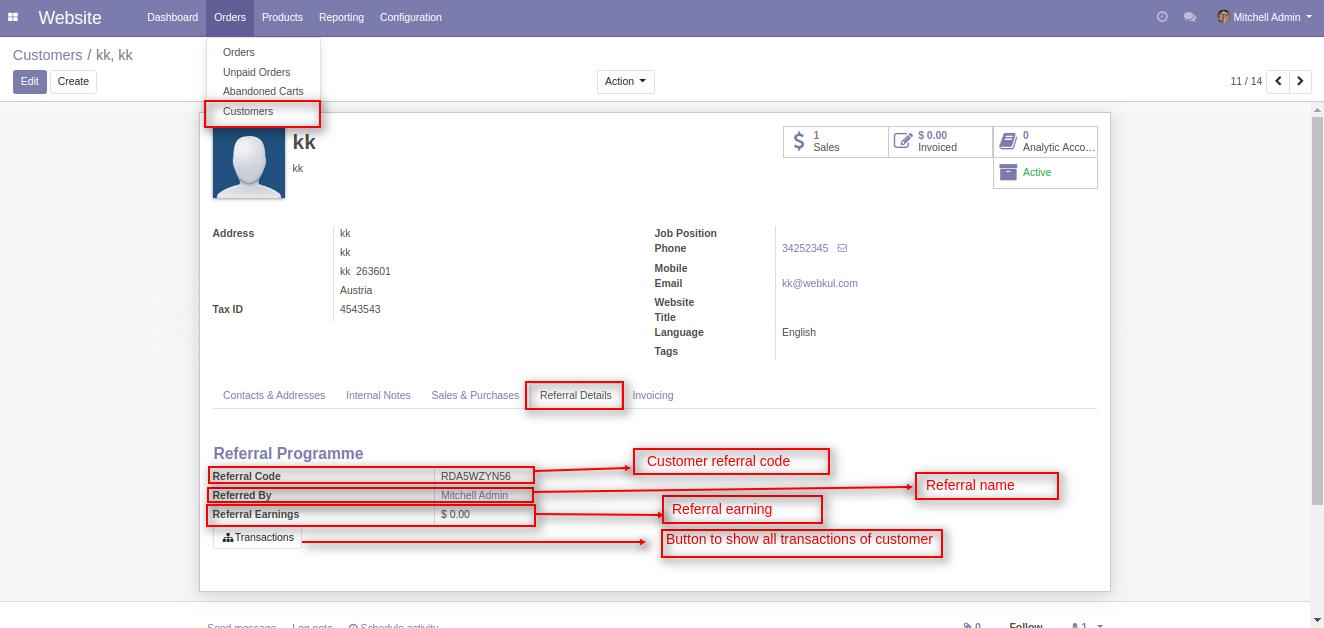 Website Dashboard Orders Products Reporting Configuration Mitchell Admin
Customers / kk, kk
Edit Create
Orders
Unpaid Orders
Abandoned Carts
Customers
Action
11 / 14
kk
kk
1
Sales
$ 0.00
Invoiced
0
Analytic Acco...
Active
Address
kk
kk
kk 263601
Austria
Tax ID 4543543
Job Position
Phone 34252345
Mobile
Email kk@webkul.com
Website
Title
Language English
Tags
Contacts & Addresses Internal Notes Sales & Purchases Referral Details Invoicing
Referral Programme
Referral Code RDA5WZYN56 Customer referral code
Referred By Mitchell Admin Referral name
Referral Earnings $ 0.00 Referral earning
Transactions Button to show all transactions of customer
Send message Log note Schedule activity 0 Follow 1